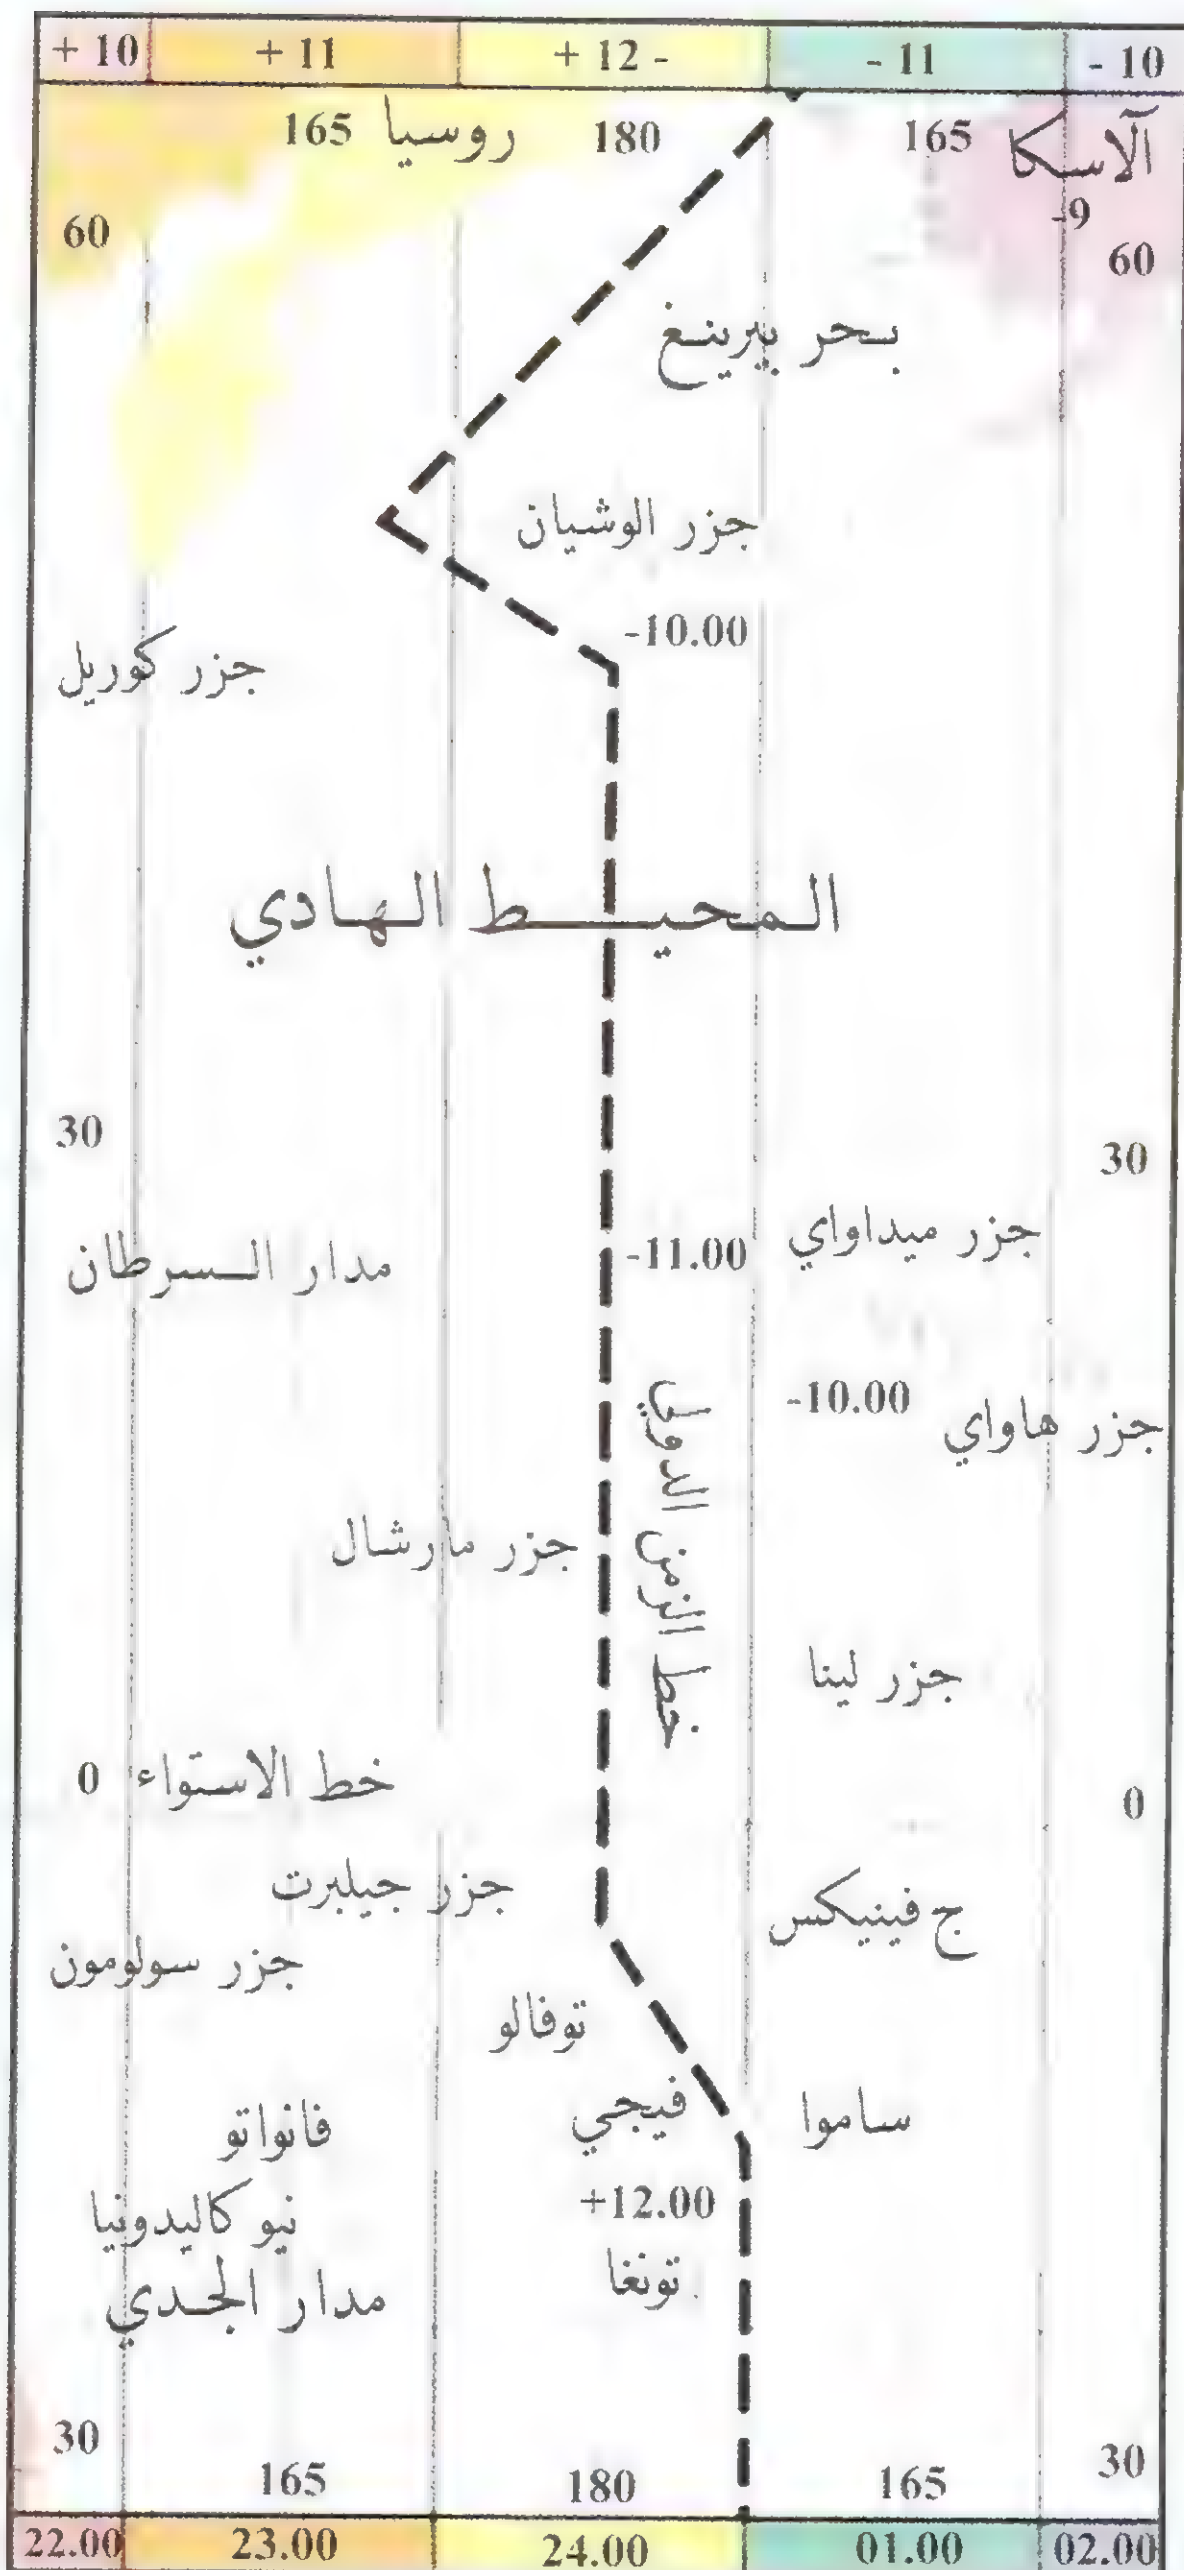 + 10 + 11 + 12 - - 11 - 10
165 روسيا 180 165 آلاسكا
-9
60 60
بحر بيرينغ
جزر الوشيان
-10.00
جزر كوريل
المحيط الهادي
30 30
جزر ميداواي
-11.00
مدار السرطان
-10.00
جزر هاواي
خط الزمن الدولي
جزر مارشال
جزر لينا
0 خط الاستواء 0
جزر جيلبرت
ج فينيكس
جزر سولومون
توفالو
فيجي
ساموا
فانواتو
+12.00
نيو كاليدونيا
تونغا
مدار الجدي
30 30
165 180 165
22.00 23.00 24.00 01.00 02.00